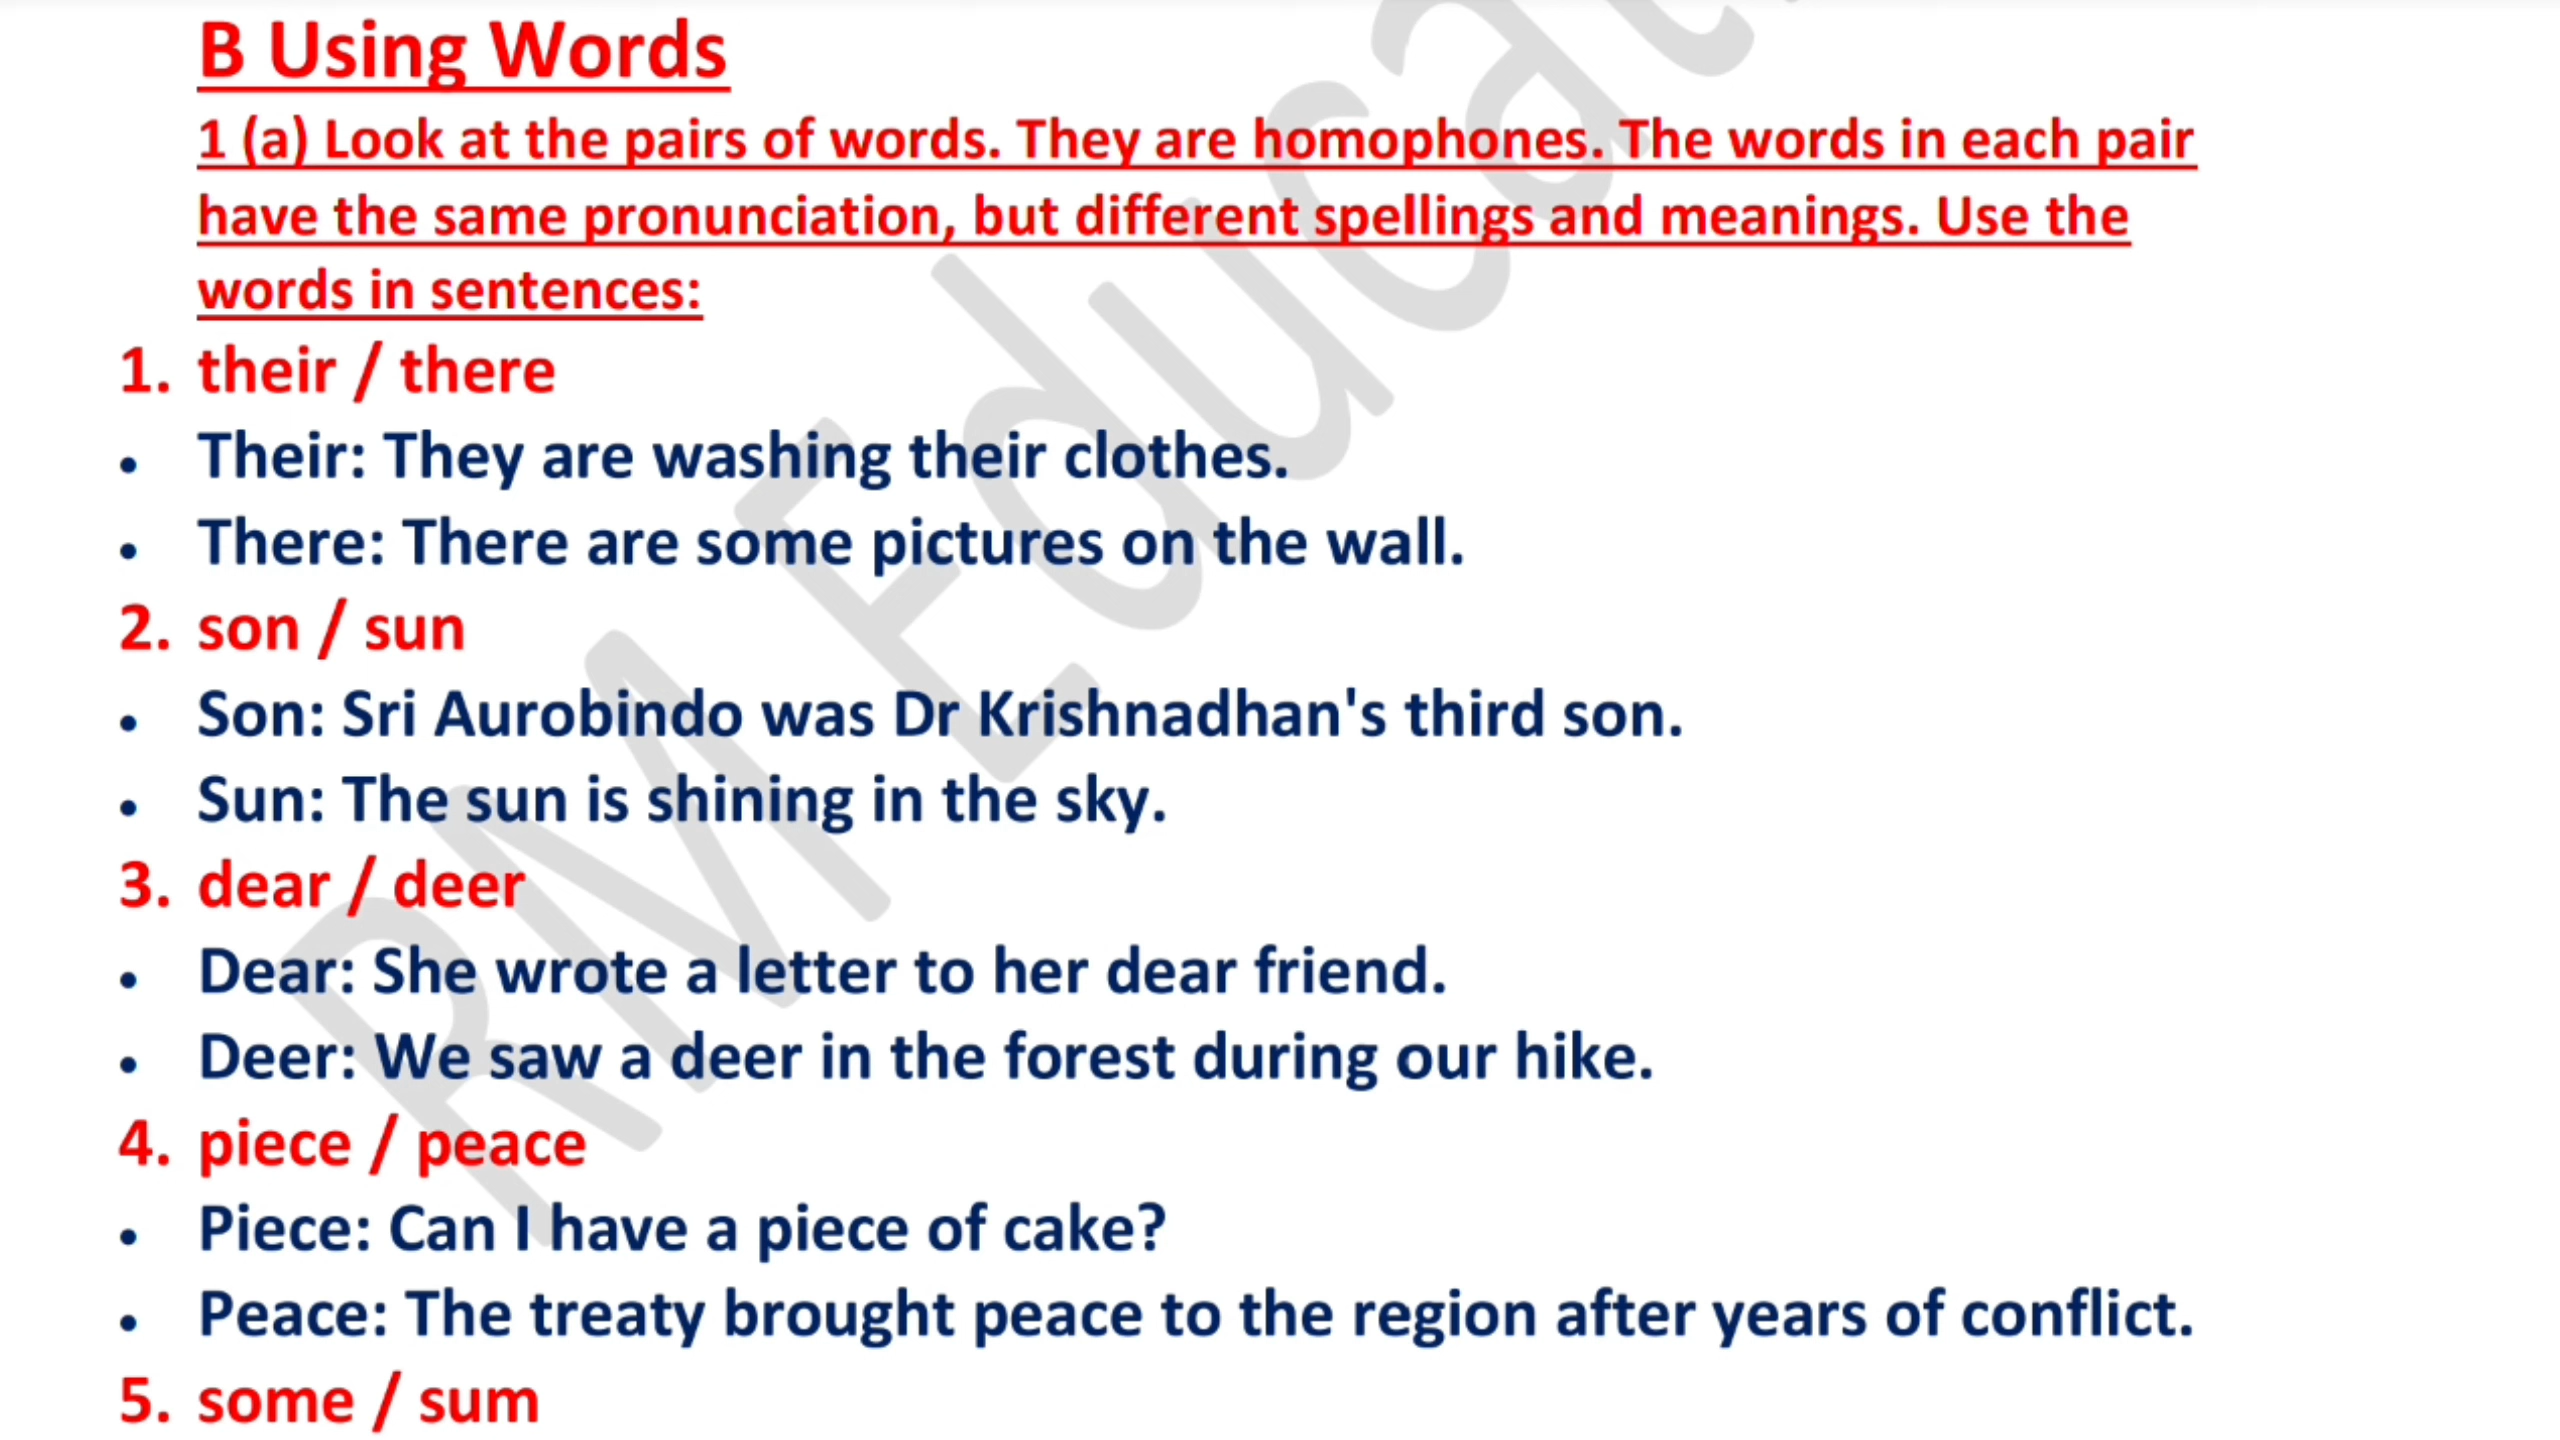 B Using Words
1 (a) Look at the pairs of words. They are homophones. The words in each pair
have the same pronunciation, but different spellings and meanings. Use the
words in sentences:
1. their / there
• Their: They are washing their clothes.
• There: There are some pictures on the wall.
2. son / sun
• Son: Sri Aurobindo was Dr Krishnadhan's third son.
• Sun: The sun is shining in the sky.
3. dear / deer
• Dear: She wrote a letter to her dear friend.
• Deer: We saw a deer in the forest during our hike.
4. piece / peace
• Piece: Can I have a piece of cake?
• Peace: The treaty brought peace to the region after years of conflict.
5. some / sum
RM Educat